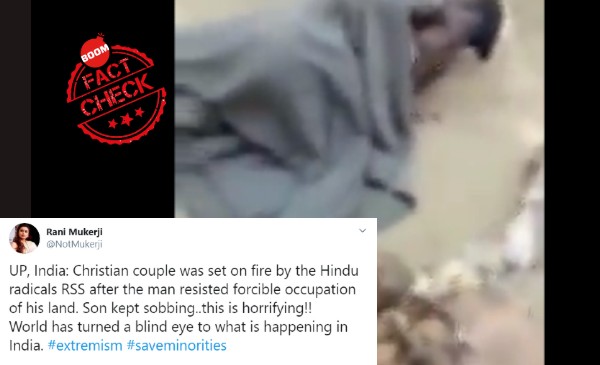 BOOM
FACT
CHECK
Rani Mukerji
@NotMukerji
UP, India: Christian couple was set on fire by the Hindu
radicals RSS after the man resisted forcible occupation
of his land. Son kept sobbing..this is horrifying!!
World has turned a blind eye to what is happening in
India. #extremism #saveminorities